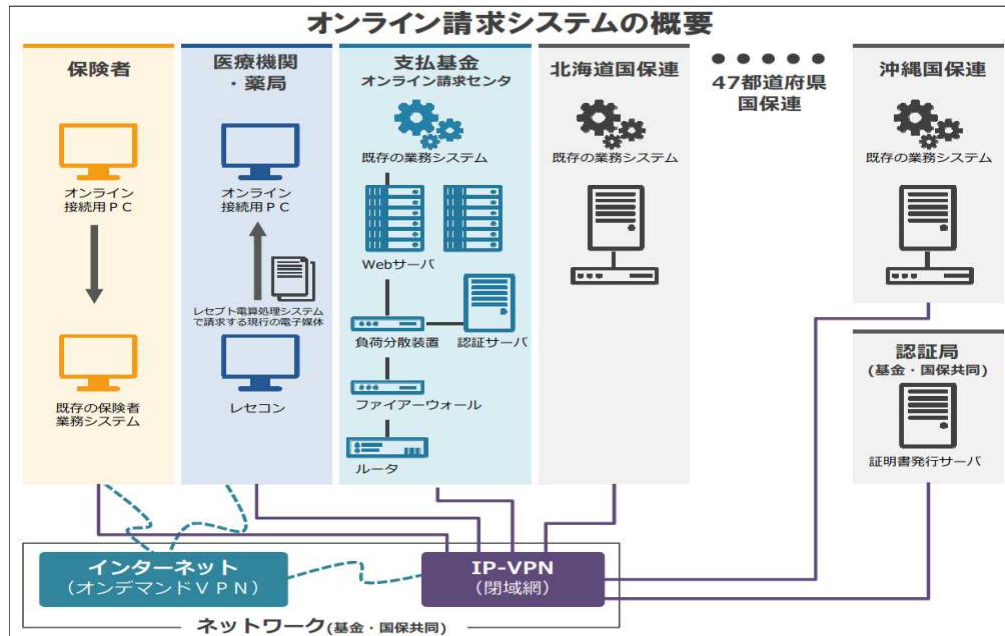 オンライン請求システムの概要
保険者
オンライン
接続用ＰＣ
既存の保険者
業務システム
医療機関
・薬局
オンライン
接続用ＰＣ
レセプト電算処理システム
で請求する現行の電子媒体
レセコン
支払基金
オンライン請求センタ
既存の業務システム
Webサーバ
負荷分散装置
認証サーバ
ファイアーウォール
ルータ
北海道国保連
既存の業務システム
47都道府県
国保連
沖縄国保連
既存の業務システム
認証局
(基金・国保共同)
証明書発行サーバ
インターネット
（オンデマンドＶＰＮ）
IP-VPN
（閉域網）
ネットワーク(基金・国保共同)